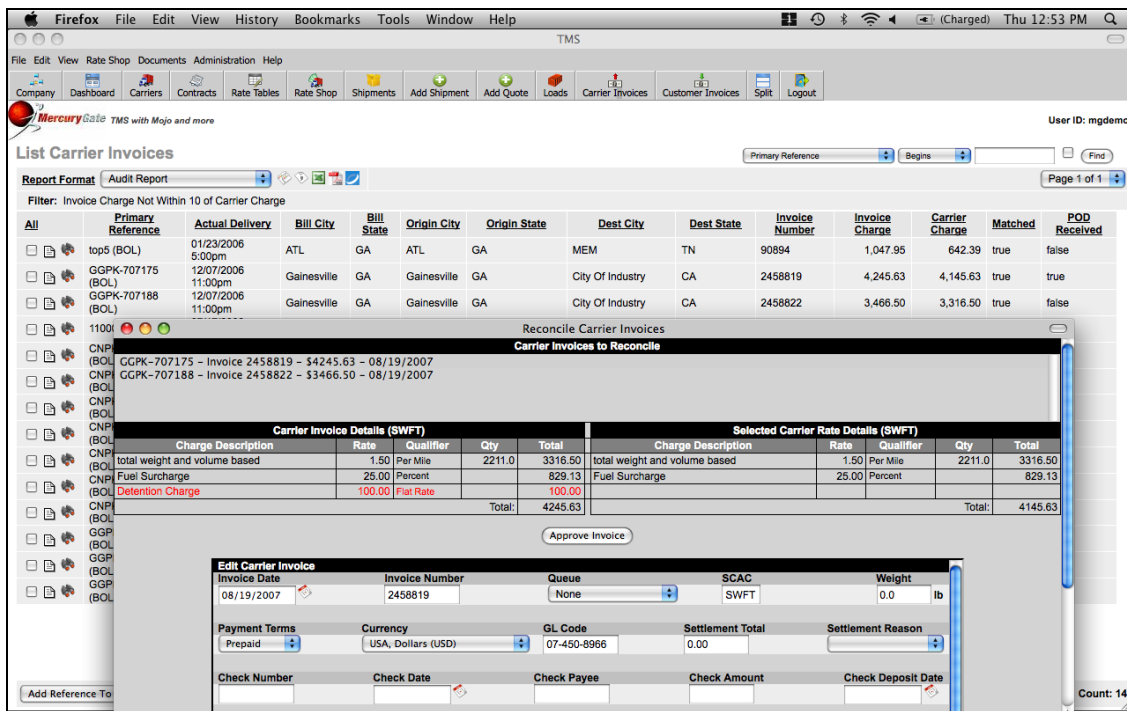 Firefox File Edit View History Bookmarks Tools Window Help 1 (Charged) Thu 12:53 PM
TMS
File Edit View Rate Shop Documents Administration Help
Company Dashboard Carriers Contracts Rate Tables Rate Shop Shipments Add Shipment Add Quote Loads Carrier Invoices Customer Invoices Split Logout
MercuryGate TMS with Mojo and more User ID: mgdemo
List Carrier Invoices Primary Reference Begins Find
Report Format Audit Report Page 1 of 1
Filter: Invoice Charge Not Within 10 of Carrier Charge
All Primary Reference Actual Delivery Bill City Bill State Origin City Origin State Dest City Dest State Invoice Number Invoice Charge Carrier Charge Matched POD Received
top5 (BOL) 01/23/2006 5:00pm ATL GA ATL GA MEM TN 90894 1,047.95 642.39 true false
GGPK-707175 (BOL) 12/07/2006 11:00pm Gainesville GA Gainesville GA City Of Industry CA 2458819 4,245.63 4,145.63 true true
GGPK-707188 (BOL) 12/07/2006 11:00pm Gainesville GA Gainesville GA City Of Industry CA 2458822 3,466.50 3,316.50 true false
Reconcile Carrier Invoices
Carrier Invoices to Reconcile
GGPK-707175 - Invoice 2458819 - $4245.63 - 08/19/2007
GGPK-707188 - Invoice 2458822 - $3466.50 - 08/19/2007
Carrier Invoice Details (SWFT) Selected Carrier Rate Details (SWFT)
Charge Description Rate Qualifier Qty Total Charge Description Rate Qualifier Qty Total
total weight and volume based 1.50 Per Mile 2211.0 3316.50 total weight and volume based 1.50 Per Mile 2211.0 3316.50
Fuel Surcharge 25.00 Percent 829.13 Fuel Surcharge 25.00 Percent 829.13
Detention Charge 100.00 Flat Rate 100.00
Total: 4245.63 Total: 4145.63
Approve Invoice
Edit Carrier Invoice
Invoice Date Invoice Number Queue SCAC Weight
08/19/2007 2458819 None SWFT 0.0 lb
Payment Terms Currency GL Code Settlement Total Settlement Reason
Prepaid USA, Dollars (USD) 07-450-8966 0.00
Check Number Check Date Check Payee Check Amount Check Deposit Date
Add Reference To Count: 14